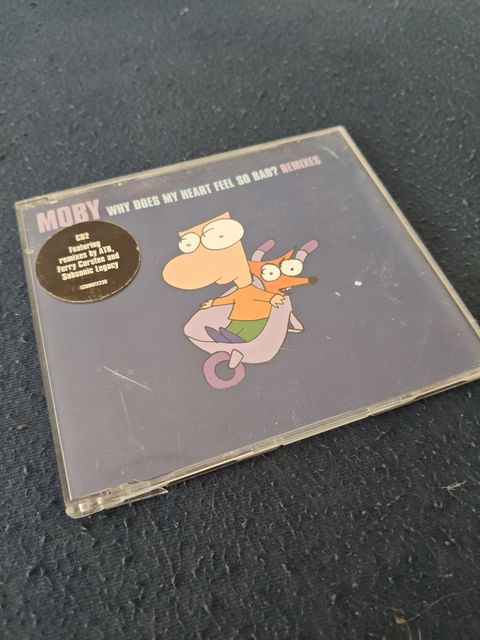 MOBY WHY DOES MY HEART FEEL SO BAD? REMIXES
CD2
Featuring
remixes by ATB,
Ferry Corsten and
Subsonic Legacy
LCDMUTE230